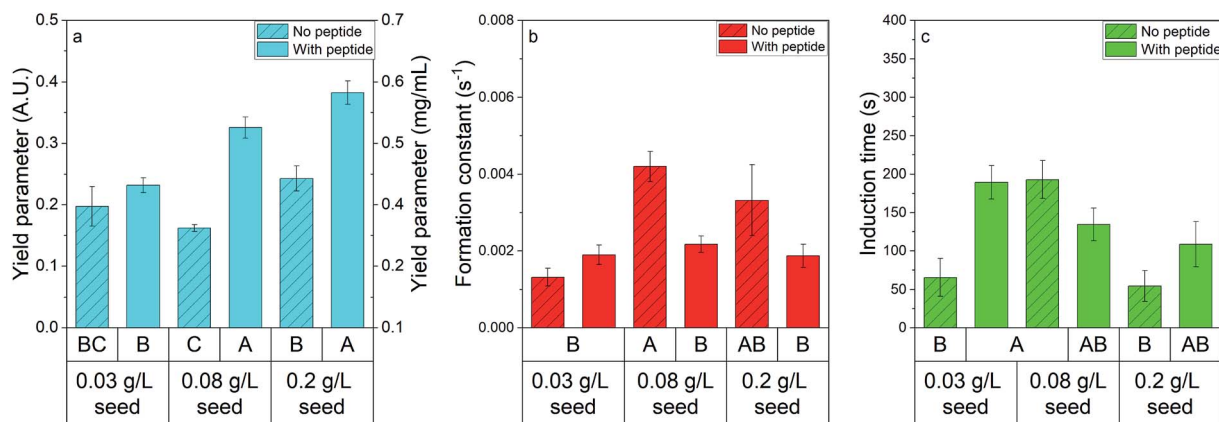 a
No peptide
With peptide
Yield parameter (A.U.)
0.5
0.4
0.3
0.2
0.1
0.0
0.7
0.6
0.5
0.4
0.2
0.1
Yield parameter (mg/mL)
BC B C A B A
0.03 g/L seed
0.08 g/L seed
0.2 g/L seed
b
No peptide
With peptide
Formation constant (s⁻¹)
0.008
0.006
0.004
0.002
0.000
B A B AB B
0.03 g/L seed
0.08 g/L seed
0.2 g/L seed
c
No peptide
With peptide
Induction time (s)
400
350
300
250
200
150
100
50
0
B A AB B AB
0.03 g/L seed
0.08 g/L seed
0.2 g/L seed